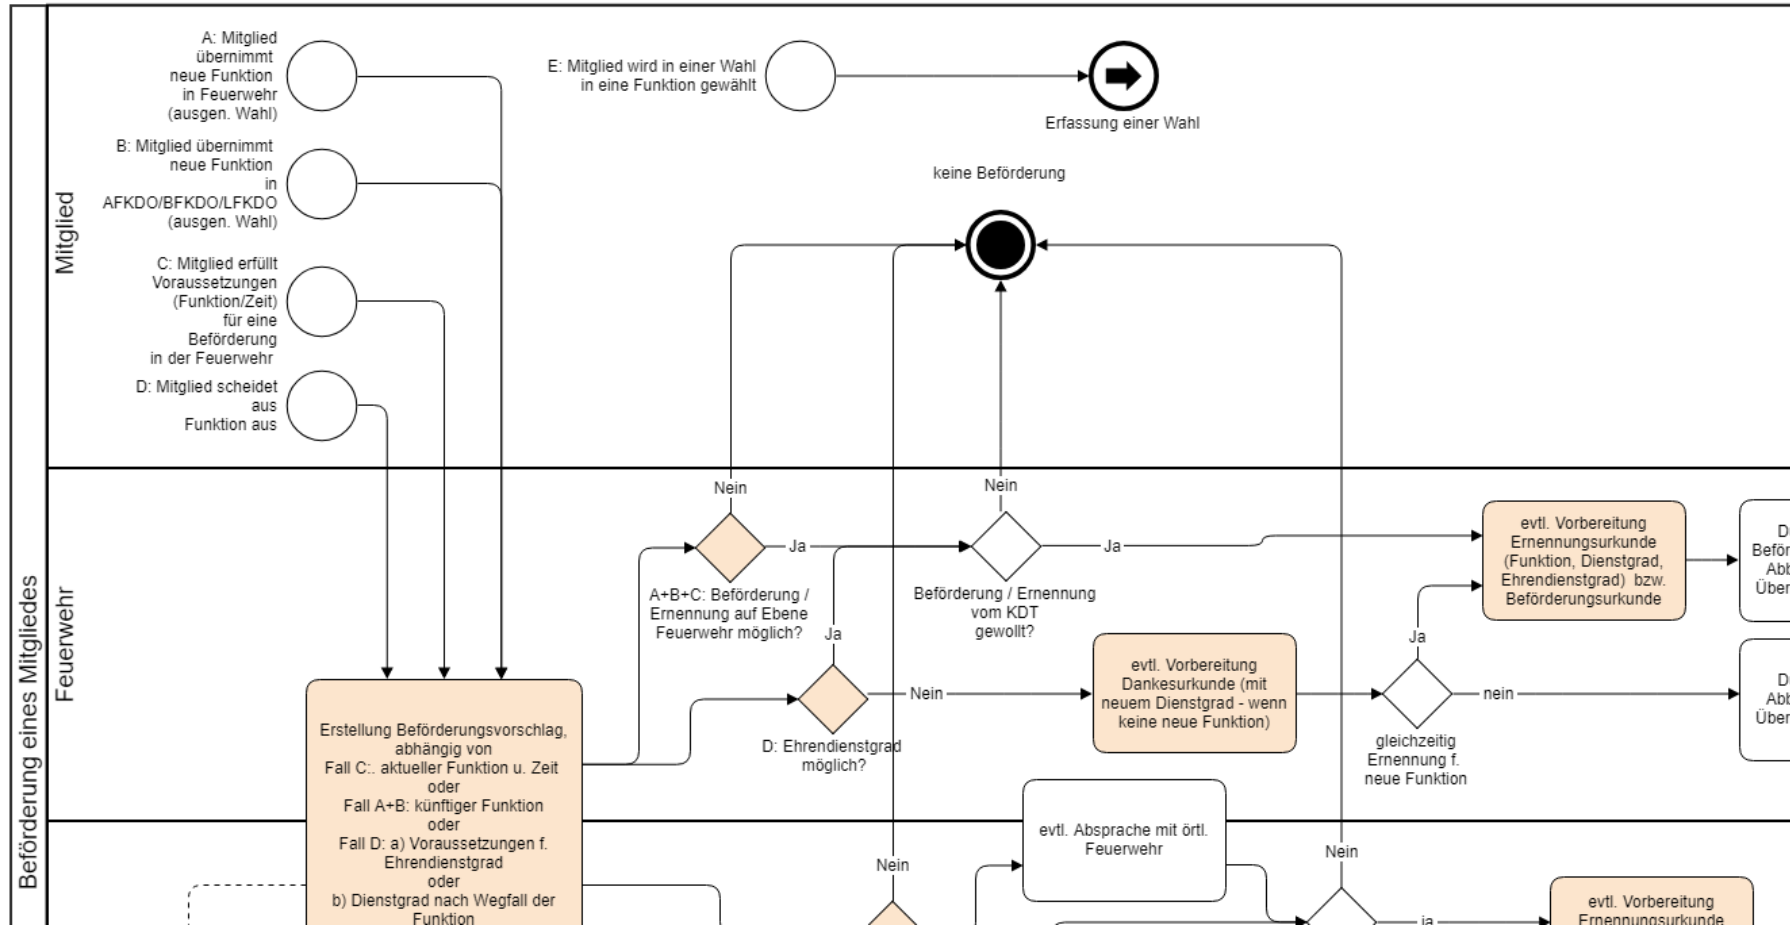 Beförderung eines Mitgliedes
Mitglied
A: Mitglied
übernimmt
neue Funktion
in Feuerwehr
(ausgen. Wahl)
B: Mitglied übernimmt
neue Funktion
in
AFKDO/BFKDO/LFKDO
(ausgen. Wahl)
C: Mitglied erfüllt
Voraussetzungen
(Funktion/Zeit)
für eine
Beförderung
in der Feuerwehr
D: Mitglied scheidet
aus
Funktion aus
E: Mitglied wird in einer Wahl
in eine Funktion gewählt
Erfassung einer Wahl
keine Beförderung
Feuerwehr
Nein
Ja
A+B+C: Beförderung /
Ernennung auf Ebene
Feuerwehr möglich?
Nein
Ja
Beförderung / Ernennung
vom KDT
gewollt?
evtl. Vorbereitung
Ernennungsurkunde
(Funktion, Dienstgrad,
Ehrendienstgrad) bzw.
Beförderungsurkunde
D
Beför
Abb
Über
Ja
Nein
D: Ehrendienstgrad
möglich?
evtl. Vorbereitung
Dankesurkunde (mit
neuem Dienstgrad - wenn
keine neue Funktion)
Ja
nein
gleichzeitig
Ernennung f.
neue Funktion
D
Abb
Über
Erstellung Beförderungsvorschlag,
abhängig von
Fall C:. aktueller Funktion u. Zeit
oder
Fall A+B: künftiger Funktion
oder
Fall D: a) Voraussetzungen f.
Ehrendienstgrad
oder
b) Dienstgrad nach Wegfall der
Funktion
Nein
evtl. Absprache mit örtl.
Feuerwehr
Nein
ja
evtl. Vorbereitung
Ernennungsurkunde